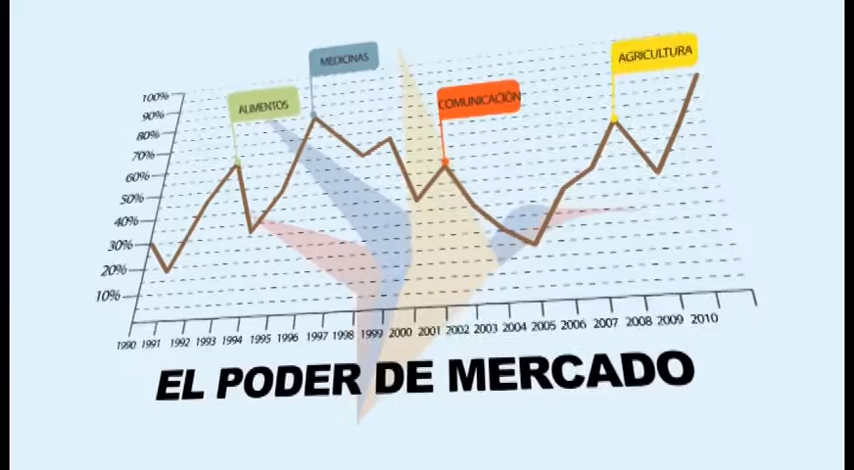 MEDICINAS
AGRICULTURA
ALIMENTOS
COMUNICACIÓN
100%
90%
80%
70%
60%
50%
40%
30%
20%
10%
1990 1991 1992 1993 1994 1995 1996 1997 1998 1999 2000 2001 2002 2003 2004 2005 2006 2007 2008 2009 2010
EL PODER DE MERCADO